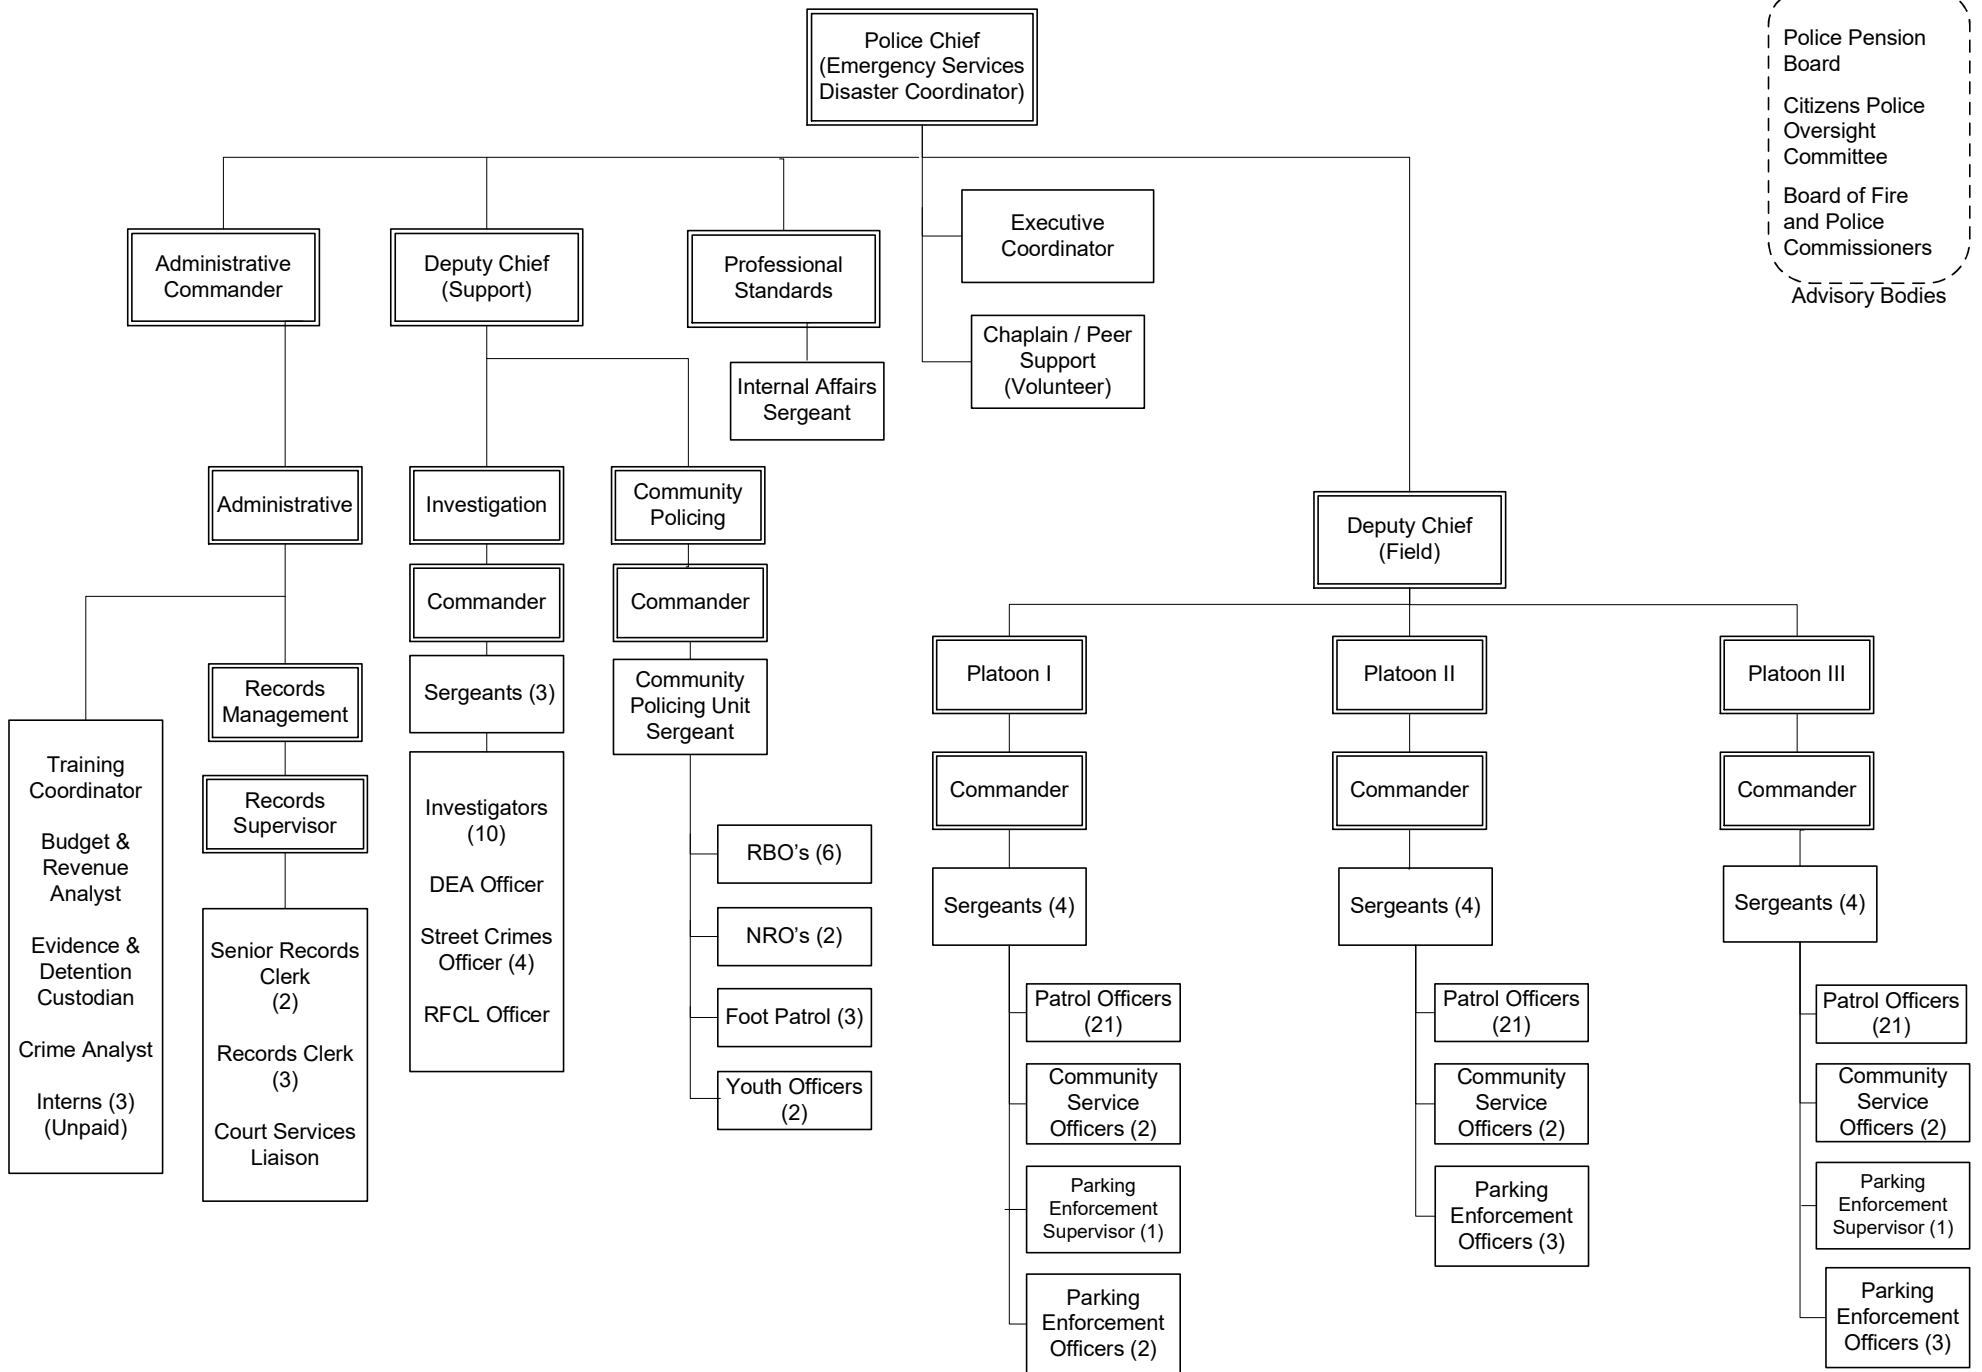 Police Chief
(Emergency Services
Disaster Coordinator)
Police Pension
Board
Citizens Police
Oversight
Committee
Board of Fire
and Police
Commissioners
Advisory Bodies
Administrative
Commander
Deputy Chief
(Support)
Professional
Standards
Executive
Coordinator
Chaplain / Peer
Support
(Volunteer)
Internal Affairs
Sergeant
Administrative
Investigation
Community
Policing
Deputy Chief
(Field)
Commander
Commander
Records
Management
Sergeants (3)
Community
Policing Unit
Sergeant
Training
Coordinator
Budget &
Revenue
Analyst
Evidence &
Detention
Custodian
Crime Analyst
Interns (3)
(Unpaid)
Records
Supervisor
Senior Records
Clerk
(2)
Records Clerk
(3)
Court Services
Liaison
Investigators
(10)
DEA Officer
Street Crimes
Officer (4)
RFCL Officer
RBO’s (6)
NRO’s (2)
Foot Patrol (3)
Youth Officers
(2)
Platoon I
Commander
Sergeants (4)
Patrol Officers
(21)
Community
Service
Officers (2)
Parking
Enforcement
Supervisor (1)
Parking
Enforcement
Officers (2)
Platoon II
Commander
Sergeants (4)
Patrol Officers
(21)
Community
Service
Officers (2)
Parking
Enforcement
Officers (3)
Platoon III
Commander
Sergeants (4)
Patrol Officers
(21)
Community
Service
Officers (2)
Parking
Enforcement
Supervisor (1)
Parking
Enforcement
Officers (3)